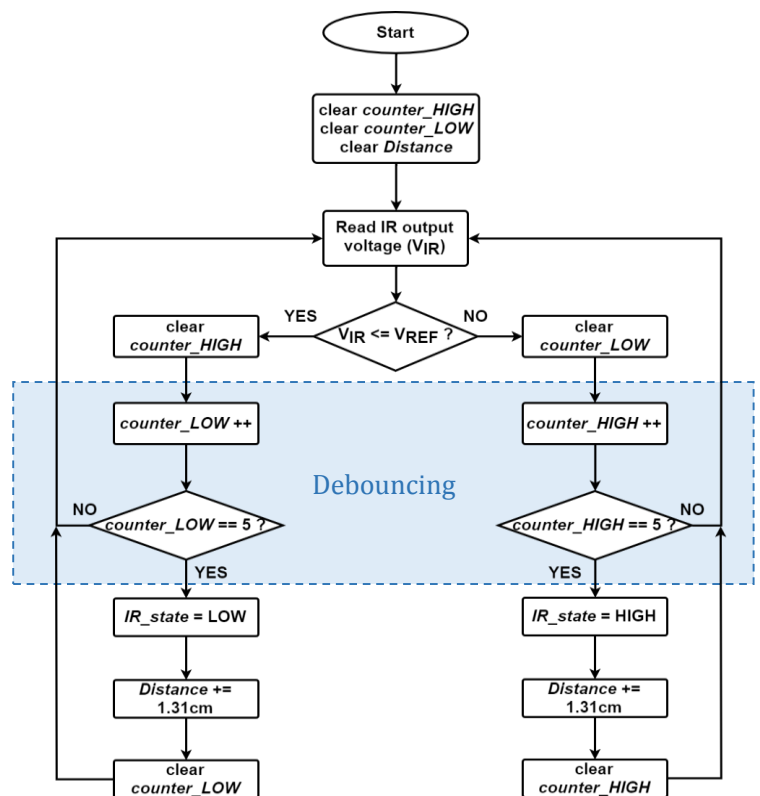 Start
clear counter_HIGH
clear counter_LOW
clear Distance
Read IR output
voltage (VIR)
YES
VIR <= VREF ?
NO
clear
counter_HIGH
clear
counter_LOW
counter_LOW ++
counter_HIGH ++
Debouncing
NO
counter_LOW == 5 ?
counter_HIGH == 5 ?
NO
YES
YES
IR_state = LOW
IR_state = HIGH
Distance +=
1.31cm
Distance +=
1.31cm
clear
counter_LOW
clear
counter_HIGH